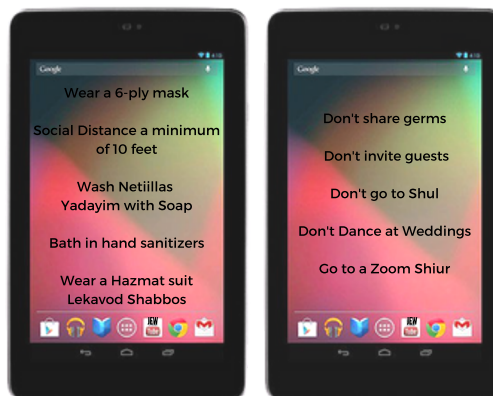 Google
Wear a 6-ply mask
Social Distance a minimum
of 10 feet
Wash Netiillas
Yadayim with Soap
Bath in hand sanitizers
Wear a Hazmat suit
Lekavod Shabbos
Google
Don't share germs
Don't invite guests
Don't go to Shul
Don't Dance at Weddings
Go to a Zoom Shiur